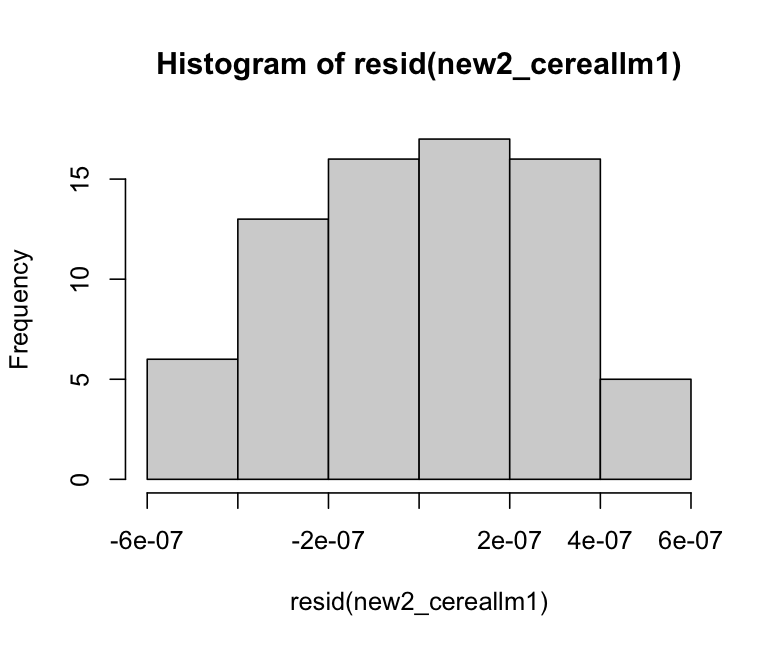 Histogram of resid(new2_cereallm1)
Frequency
15
10
5
0
-6e-07 -2e-07 2e-07 4e-07 6e-07
resid(new2_cereallm1)